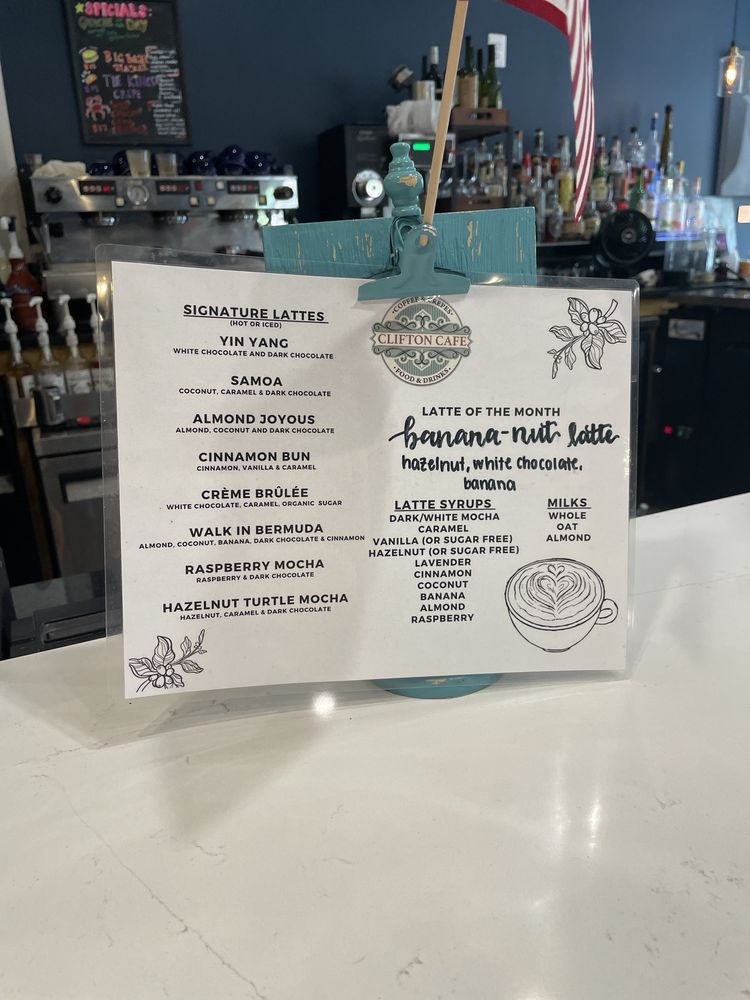 SPECIALS:
SIGNATURE LATTES
(HOT OR ICED)
YIN YANG
WHITE CHOCOLATE AND DARK CHOCOLATE
SAMOA
COCONUT, CARAMEL & DARK CHOCOLATE
ALMOND JOYOUS
ALMOND, COCONUT AND DARK CHOCOLATE
CINNAMON BUN
CINNAMON, VANILLA & CARAMEL
CRÈME BRÛLÉE
WHITE CHOCOLATE, CARAMEL, ORGANIC SUGAR
WALK IN BERMUDA
ALMOND, COCONUT, BANANA, DARK CHOCOLATE & CINNAMON
RASPBERRY MOCHA
RASPBERRY & DARK CHOCOLATE
HAZELNUT TURTLE MOCHA
HAZELNUT, CARAMEL & DARK CHOCOLATE
•COFFEE & CREPES•
CLIFTON CAFE
•FOOD & DRINKS•
LATTE OF THE MONTH
banana-nut latte
hazelnut, white chocolate,
banana
LATTE SYRUPS
DARK/WHITE MOCHA
CARAMEL
VANILLA (OR SUGAR FREE)
HAZELNUT (OR SUGAR FREE)
LAVENDER
CINNAMON
COCONUT
BANANA
ALMOND
RASPBERRY
MILKS
WHOLE
OAT
ALMOND